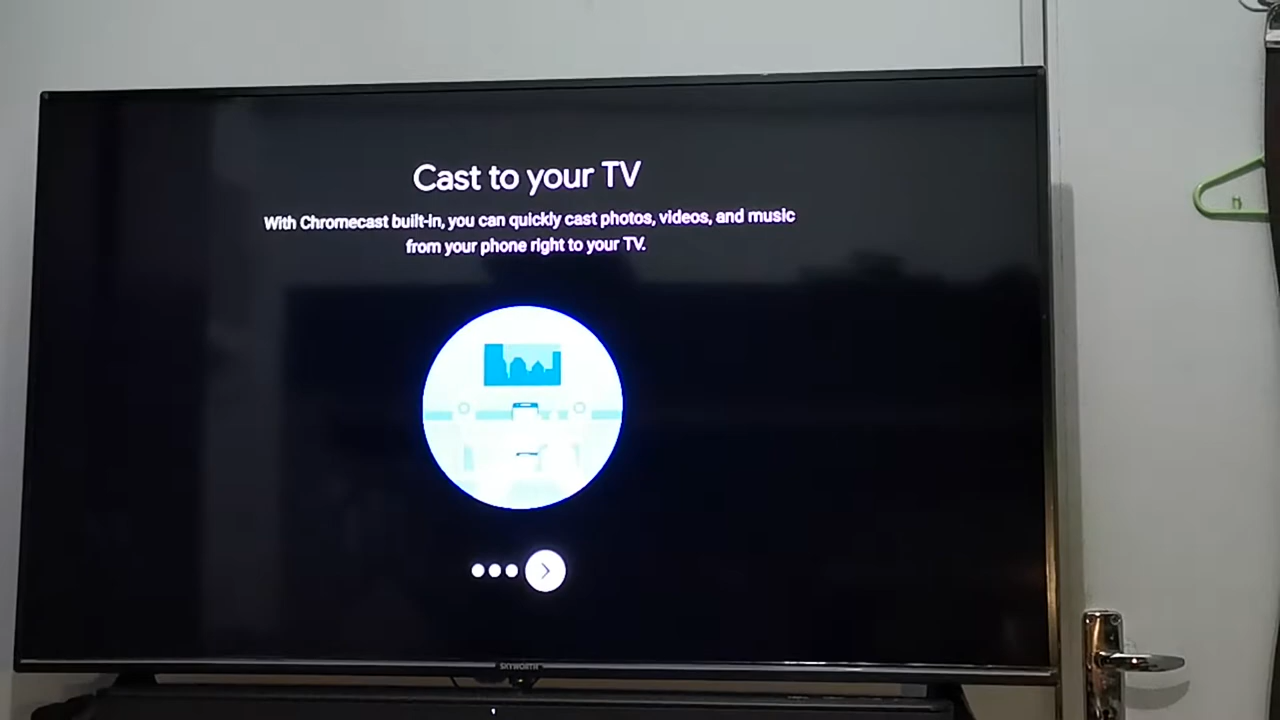 Cast to your TV
With Chromecast built-in, you can quickly cast photos, videos, and music
from your phone right to your TV.
SKYWORTH